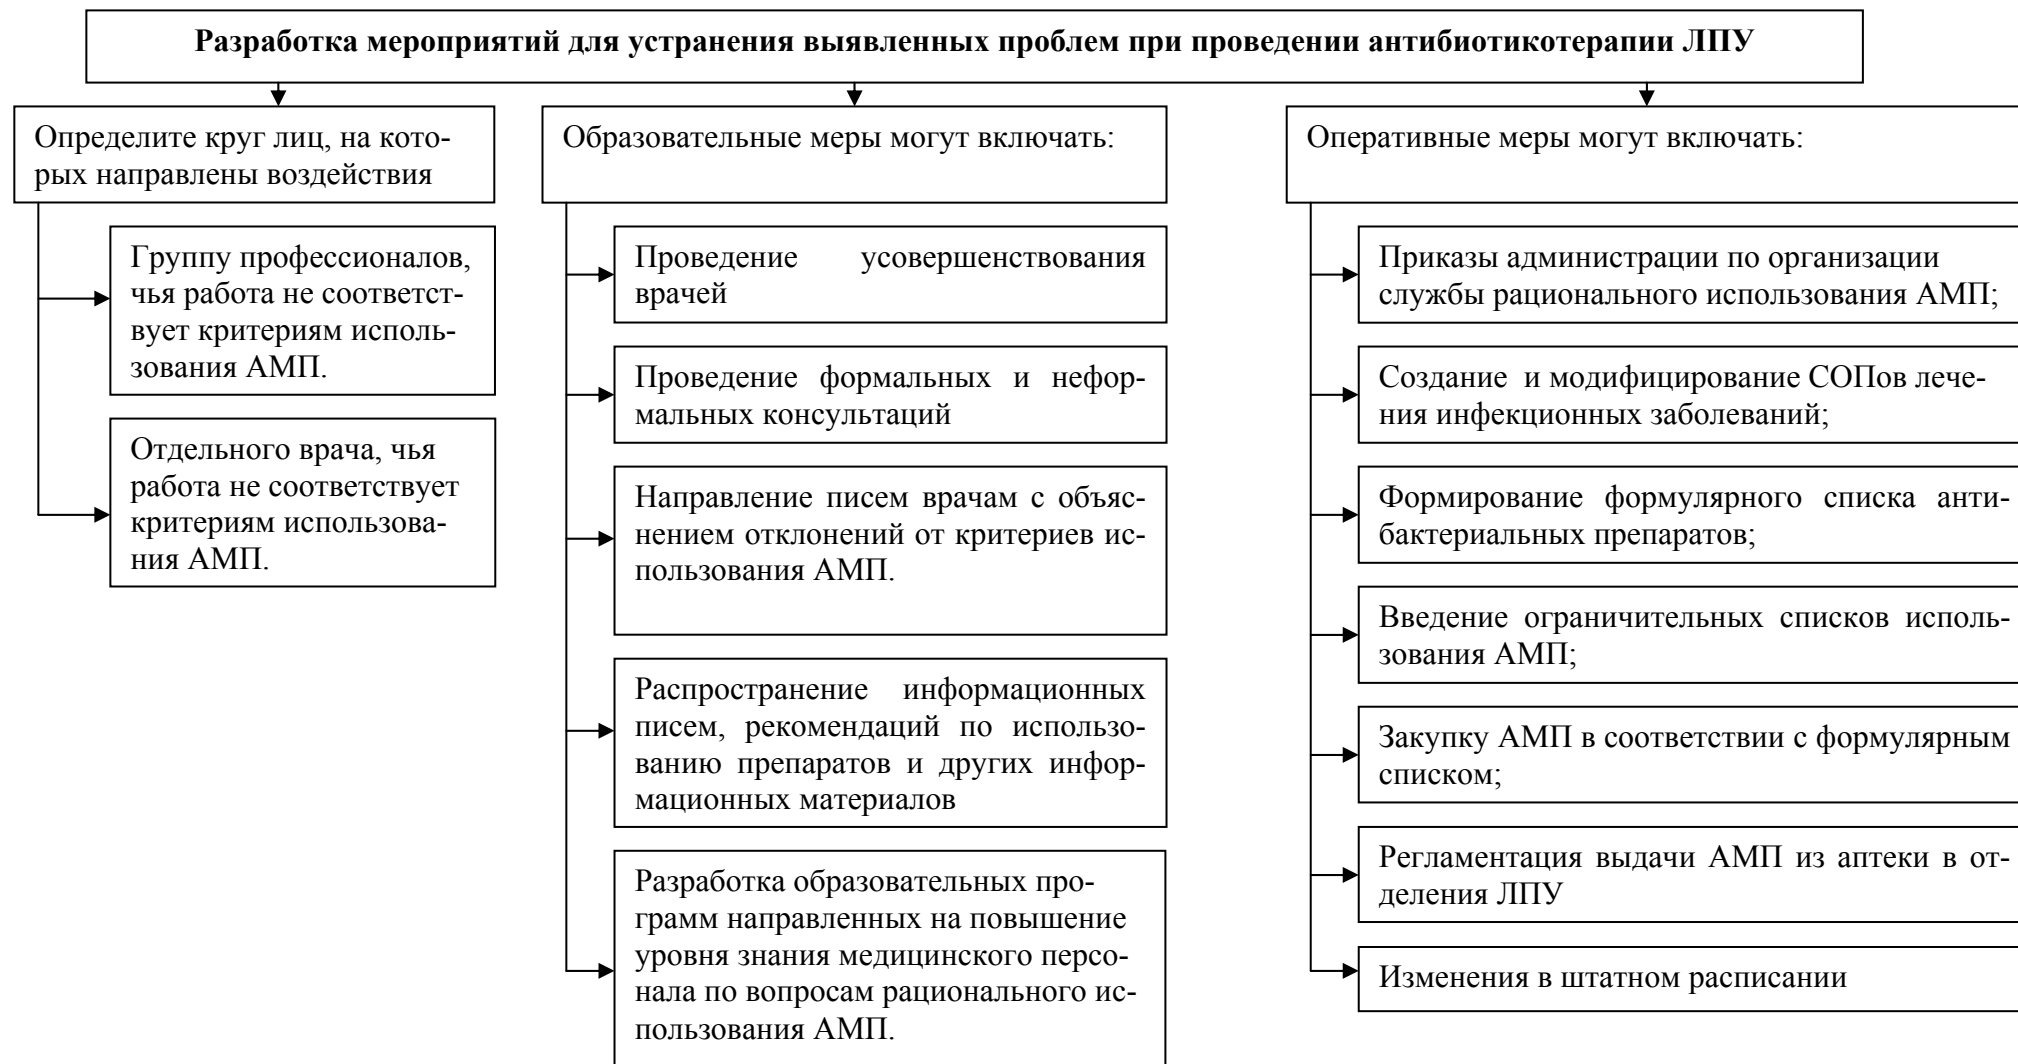 Разработка мероприятий для устранения выявленных проблем при проведении антибиотикотерапии ЛПУ
Определите круг лиц, на кото-
рых направлены воздействия
Группу профессионалов,
чья работа не соответст-
вует критериям исполь-
зования АМП.
Отдельного врача, чья
работа не соответствует
критериям использова-
ния АМП.
Образовательные меры могут включать:
Проведение усовершенствования
врачей
Проведение формальных и нефор-
мальных консультаций
Направление писем врачам с объяс-
нением отклонений от критериев ис-
пользования АМП.
Распространение информационных
писем, рекомендаций по использо-
ванию препаратов и других инфор-
мационных материалов
Разработка образовательных про-
грамм направленных на повышение
уровня знания медицинского персо-
нала по вопросам рационального ис-
пользования АМП.
Оперативные меры могут включать:
Приказы администрации по организации
службы рационального использования АМП;
Создание и модифицирование СОПов лече-
ния инфекционных заболеваний;
Формирование формулярного списка анти-
бактериальных препаратов;
Введение ограничительных списков исполь-
зования АМП;
Закупку АМП в соответствии с формулярным
списком;
Регламентация выдачи АМП из аптеки в от-
деления ЛПУ
Изменения в штатном расписании